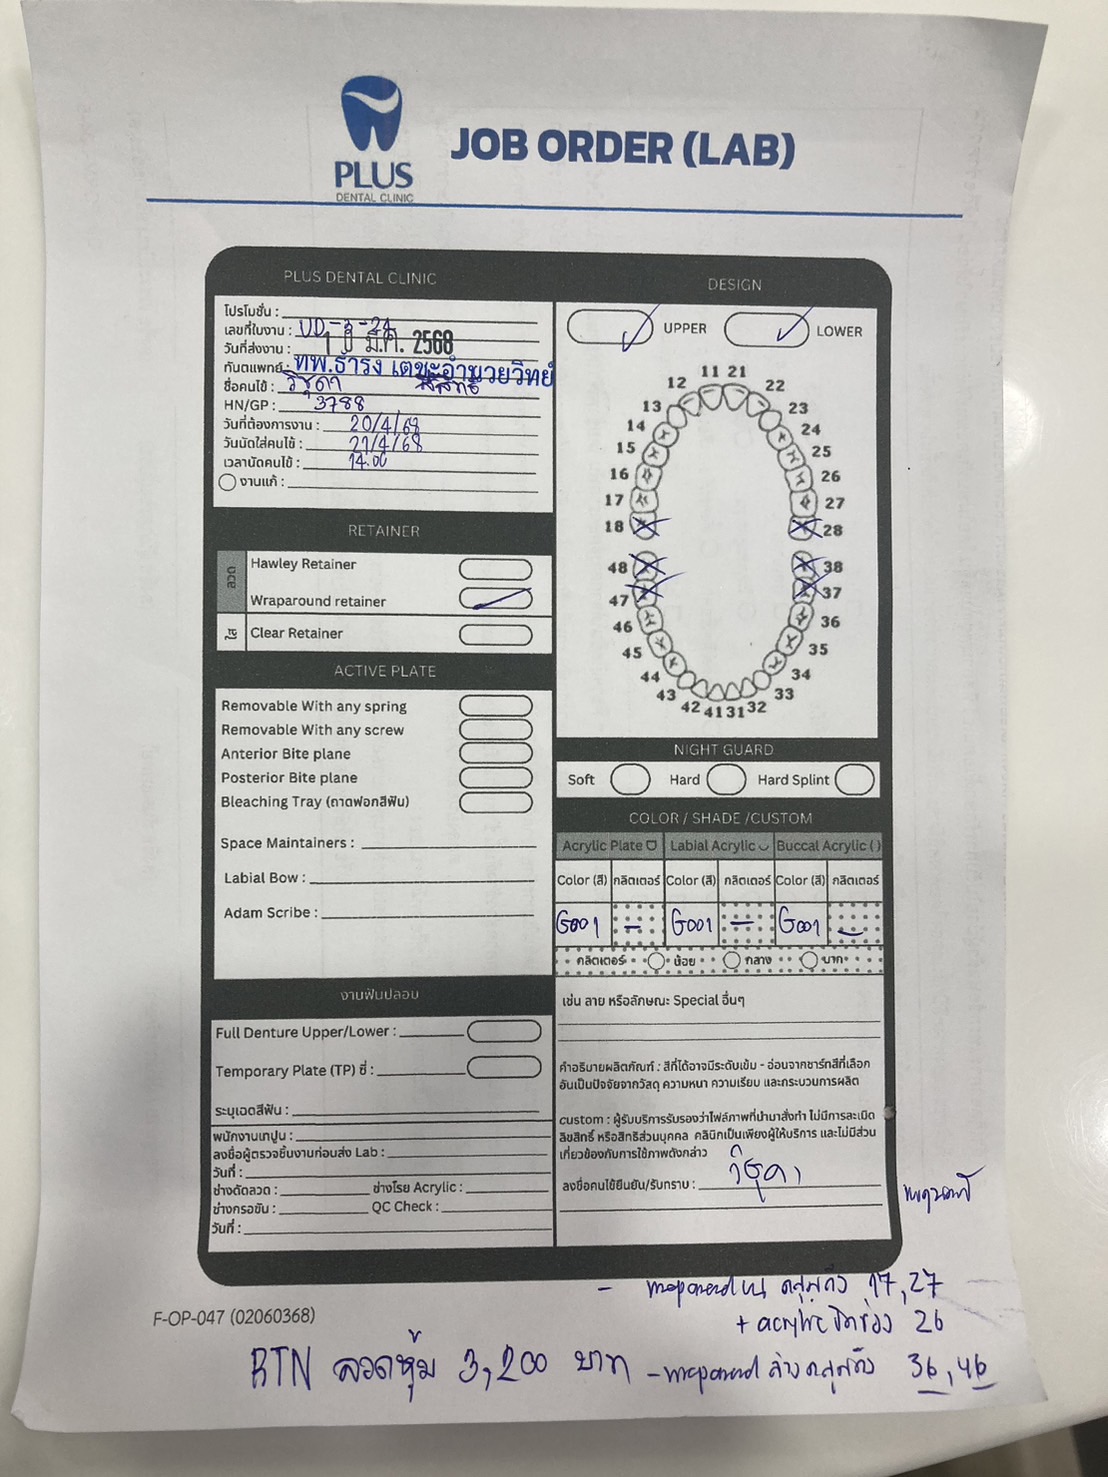 PLUS
DENTAL CLINIC
JOB ORDER (LAB)
PLUS DENTAL CLINIC
โปรโมชั่น :
เลขที่ใบงาน : UD-3-24
วันที่ส่งงาน : มี.ค. 2568
ทันตแพทย์ : ทพ.ธำรง เตชะอำนวยวิทย์
ชื่อคนไข้ : วิชุดา
HN/GP : 3788
วันที่ต้องการงาน : 20/4/68
วันนัดใส่คนไข้ : 21/4/68
เวลานัดคนไข้ : 14.00
งานแก้ :
RETAINER
ลวด
Hawley Retainer
Wraparound retainer
ใส
Clear Retainer
ACTIVE PLATE
Removable With any spring
Removable With any screw
Anterior Bite plane
Posterior Bite plane
Bleaching Tray (ถาดฟอกสีฟัน)
Space Maintainers :
Labial Bow :
Adam Scribe :
งานฟันปลอม
Full Denture Upper/Lower :
Temporary Plate (TP) ซี่ :
ระบุเฉดสีฟัน :
พนักงานเทปูน :
ลงชื่อผู้ตรวจชิ้นงานก่อนส่ง Lab :
วันที่ :
ช่างดัดลวด : ช่างโรย Acrylic :
ช่างกรอขัน : QC Check :
วันที่ :
DESIGN
UPPER LOWER
11 21
12 22
13 23
14 24
15 25
16 26
17 27
18 28
48 38
47 37
46 36
45 35
44 34
43 33
42 41 31 32
NIGHT GUARD
Soft Hard Hard Splint
COLOR / SHADE /CUSTOM
Acrylic Plate Labial Acrylic Buccal Acrylic ( )
Color (สี) กลิตเตอร์ Color (สี) กลิตเตอร์ Color (สี) กลิตเตอร์
G001 – G001 – G001 –
กลิตเตอร์ น้อย กลาง มาก
เช่น ลาย หรือลักษณะ Special อื่นๆ
คำอธิบายผลิตภัณฑ์ : สีที่ได้อาจมีระดับเข้ม - อ่อนจากชาร์ทสีที่เลือก
อันเป็นปัจจัยจากวัสดุ ความหนา ความเรียบ และกระบวนการผลิต
custom : ผู้รับบริการรับรองว่าไฟล์ภาพที่นำมาสั่งทำ ไม่มีการละเมิด
ลิขสิทธิ์ หรือสิทธิส่วนบุคคล คลินิกเป็นเพียงผู้ให้บริการ และไม่มีส่วน
เกี่ยวข้องกับการใช้ภาพดังกล่าว
ลงชื่อคนไข้ยืนยัน/รับทราบ : วิชุดา
17, 27
+ acrylic ปิดช่อง 26
F-OP-047 (02060368)
RTN ลวดหุ้ม 3,200 บาท
ล่าง 36, 46